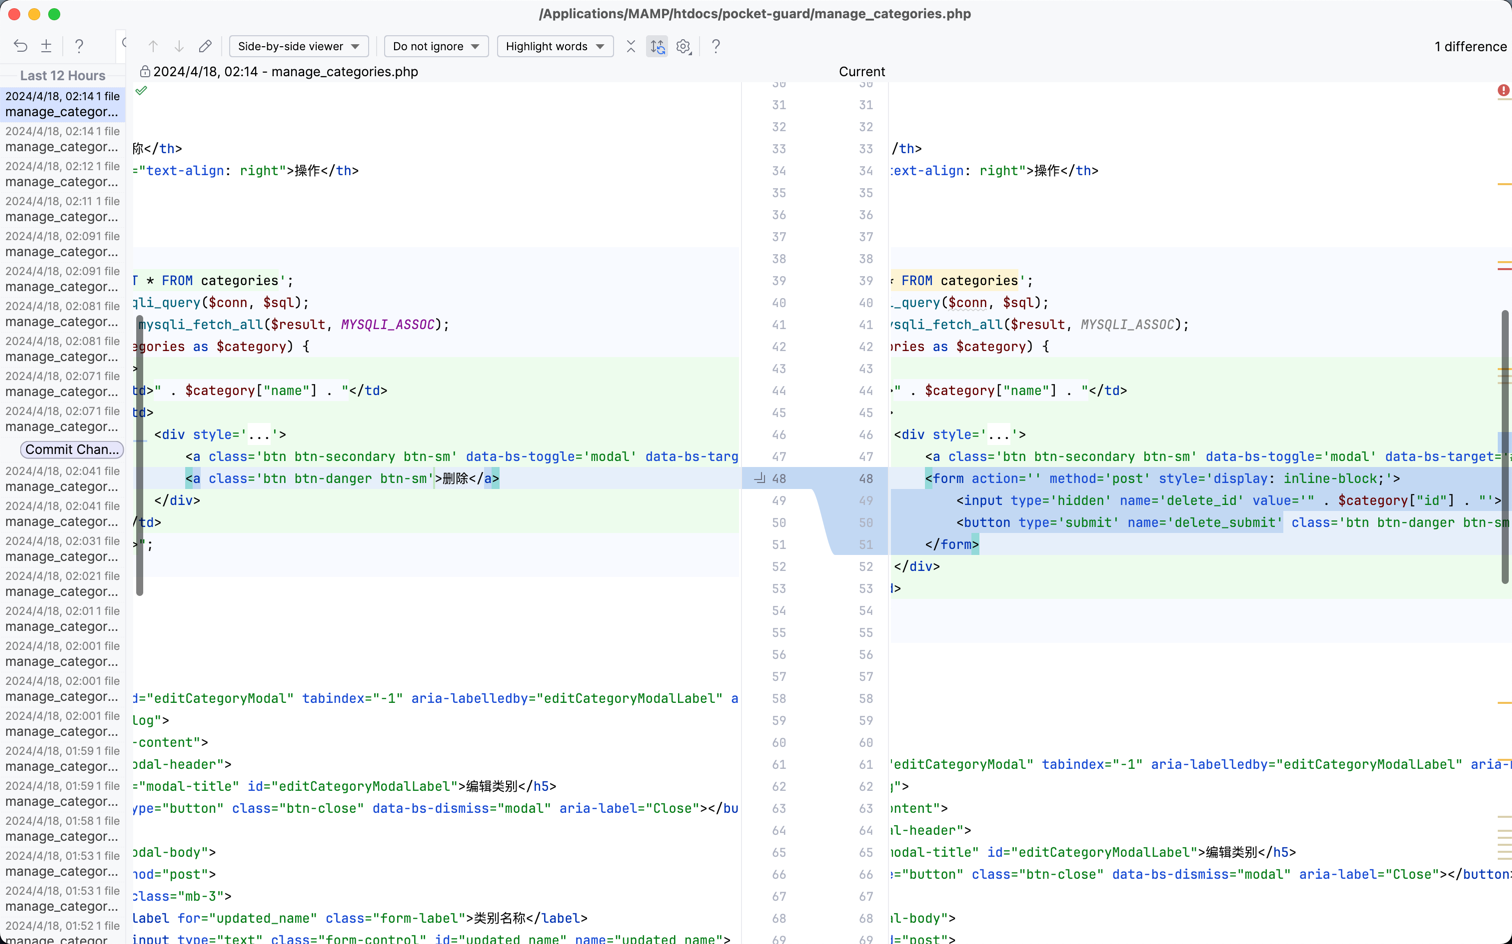 /Applications/MAMP/htdocs/pocket-guard/manage_categories.php
?
Side-by-side viewer
Do not ignore
Highlight words
?
1 difference
Last 12 Hours
2024/4/18, 02:14 1 file
manage_categor...
2024/4/18, 02:14 1 file
manage_categor...
2024/4/18, 02:12 1 file
manage_categor...
2024/4/18, 02:11 1 file
manage_categor...
2024/4/18, 02:09 1 file
manage_categor...
2024/4/18, 02:09 1 file
manage_categor...
2024/4/18, 02:08 1 file
manage_categor...
2024/4/18, 02:08 1 file
manage_categor...
2024/4/18, 02:07 1 file
manage_categor...
2024/4/18, 02:07 1 file
manage_categor...
Commit Chan...
2024/4/18, 02:04 1 file
manage_categor...
2024/4/18, 02:04 1 file
manage_categor...
2024/4/18, 02:03 1 file
manage_categor...
2024/4/18, 02:02 1 file
manage_categor...
2024/4/18, 02:01 1 file
manage_categor...
2024/4/18, 02:00 1 file
manage_categor...
2024/4/18, 02:00 1 file
manage_categor...
2024/4/18, 02:00 1 file
manage_categor...
2024/4/18, 01:59 1 file
manage_categor...
2024/4/18, 01:59 1 file
manage_categor...
2024/4/18, 01:58 1 file
manage_categor...
2024/4/18, 01:53 1 file
manage_categor...
2024/4/18, 01:53 1 file
manage_categor...
2024/4/18, 01:52 1 file
manage_categor...
2024/4/18, 02:14 - manage_categories.php
称</th>
="text-align: right">操作</th>
T * FROM categories';
qli_query($conn, $sql);
mysqli_fetch_all($result, MYSQLI_ASSOC);
egories as $category) {
>
td>" . $category["name"] . "</td>
td>
<div style='...'>
<a class='btn btn-secondary btn-sm' data-bs-toggle='modal' data-bs-targ
<a class='btn btn-danger btn-sm'>删除</a>
</div>
/td>
>";
d="editCategoryModal" tabindex="-1" aria-labelledby="editCategoryModalLabel" a
log">
-content">
odal-header">
="modal-title" id="editCategoryModalLabel">编辑类别</h5>
ype="button" class="btn-close" data-bs-dismiss="modal" aria-label="Close"></bu
odal-body">
hod="post">
class="mb-3">
label for="updated_name" class="form-label">类别名称</label>
input type="text" class="form-control" id="updated_name" name="updated_name">
30 30
31 31
32 32
33 33
34 34
35 35
36 36
37 37
38 38
39 39
40 40
41 41
42 42
43 43
44 44
45 45
46 46
47 47
48 48
49 49
50 50
51 51
52 52
53 53
54 54
55 55
56 56
57 57
58 58
59 59
60 60
61 61
62 62
63 63
64 64
65 65
66 66
67 67
68 68
69 69
Current
/th>
text-align: right">操作</th>
* FROM categories';
_query($conn, $sql);
ysqli_fetch_all($result, MYSQLI_ASSOC);
ories as $category) {
>" . $category["name"] . "</td>
>
<div style='...'>
<a class='btn btn-secondary btn-sm' data-bs-toggle='modal' data-bs-target='
<form action='' method='post' style='display: inline-block;'>
<input type='hidden' name='delete_id' value='" . $category["id"] . "'>
<button type='submit' name='delete_submit' class='btn btn-danger btn-sm
</form>
</div>
d>
"editCategoryModal" tabindex="-1" aria-labelledby="editCategoryModalLabel" aria-
g">
ontent">
al-header">
modal-title" id="editCategoryModalLabel">编辑类别</h5>
e="button" class="btn-close" data-bs-dismiss="modal" aria-label="Close"></button
al-body">
d="post">